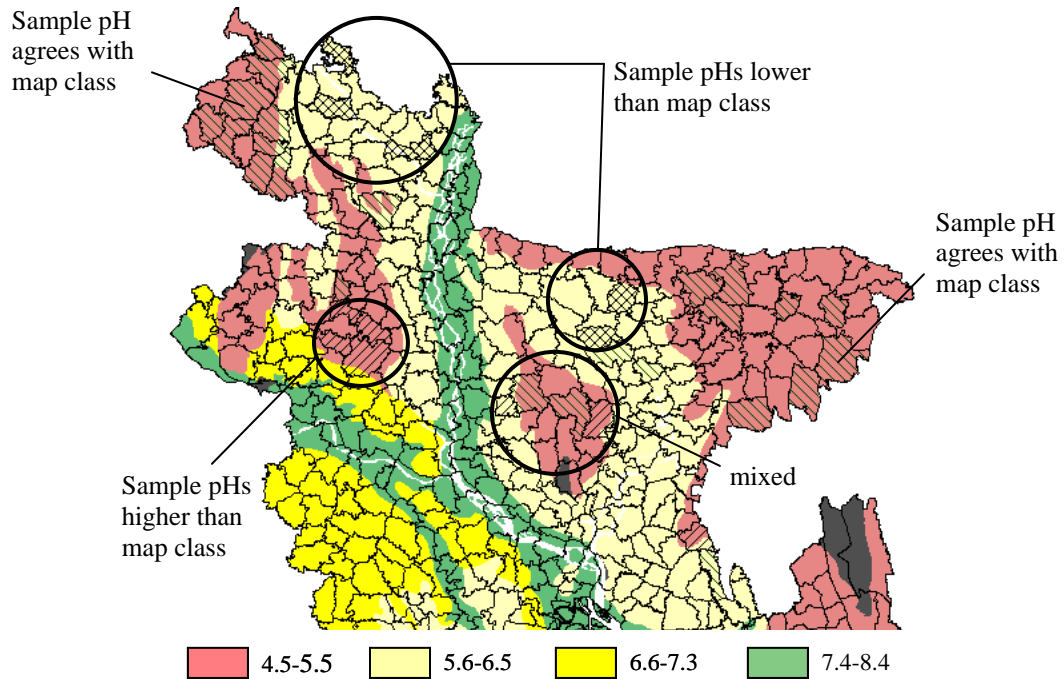 Sample pH
agrees with
map class
Sample pHs lower
than map class
Sample pH
agrees with
map class
Sample pHs
higher than
map class
mixed
4.5-5.5
5.6-6.5
6.6-7.3
7.4-8.4